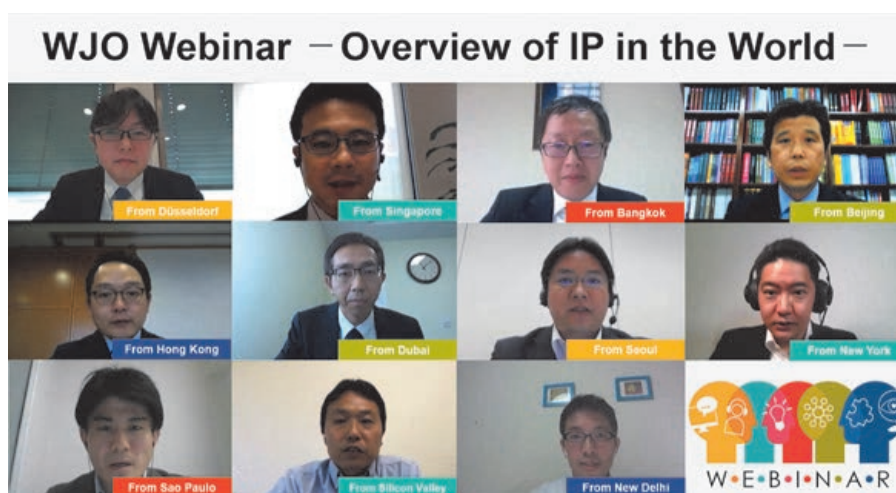 WJO Webinar — Overview of IP in the World —
From Düsseldorf
From Singapore
From Bangkok
From Beijing
From Hong Kong
From Dubai
From Seoul
From New York
From Sao Paulo
From Silicon Valley
From New Delhi
W•E•B•I•N•A•R